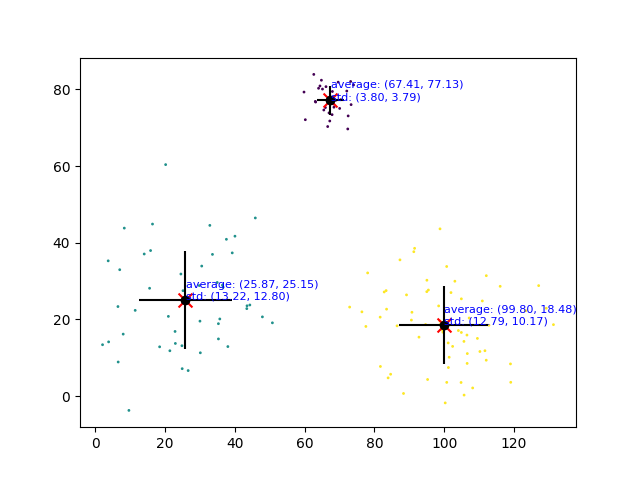 80
60
40
20
0
average: (67.41, 77.13)
std: (3.80, 3.79)
average: (25.87, 25.15)
std: (13.22, 12.80)
average: (99.80, 18.48)
std: (12.79, 10.17)
0 20 40 60 80 100 120